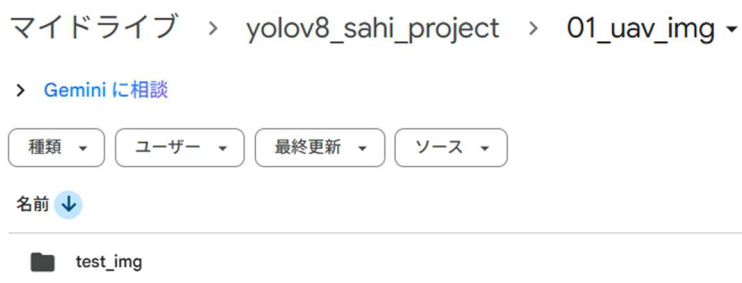 マイドライブ > yolov8_sahi_project > 01_uav_img
> Gemini に相談
種類 ユーザー 最終更新 ソース
名前
test_img